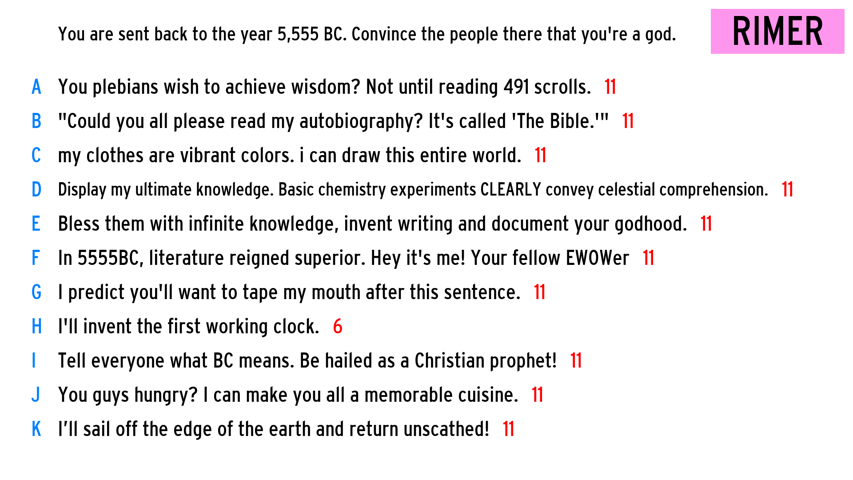 You are sent back to the year 5,555 BC. Convince the people there that you're a god.
RIMER
A You plebians wish to achieve wisdom? Not until reading 491 scrolls. 11
B "Could you all please read my autobiography? It's called 'The Bible.'" 11
C my clothes are vibrant colors. i can draw this entire world. 11
D Display my ultimate knowledge. Basic chemistry experiments CLEARLY convey celestial comprehension. 11
E Bless them with infinite knowledge, invent writing and document your godhood. 11
F In 5555BC, literature reigned superior. Hey it's me! Your fellow EWOWer 11
G I predict you'll want to tape my mouth after this sentence. 11
H I'll invent the first working clock. 6
I Tell everyone what BC means. Be hailed as a Christian prophet! 11
J You guys hungry? I can make you all a memorable cuisine. 11
K I’ll sail off the edge of the earth and return unscathed! 11